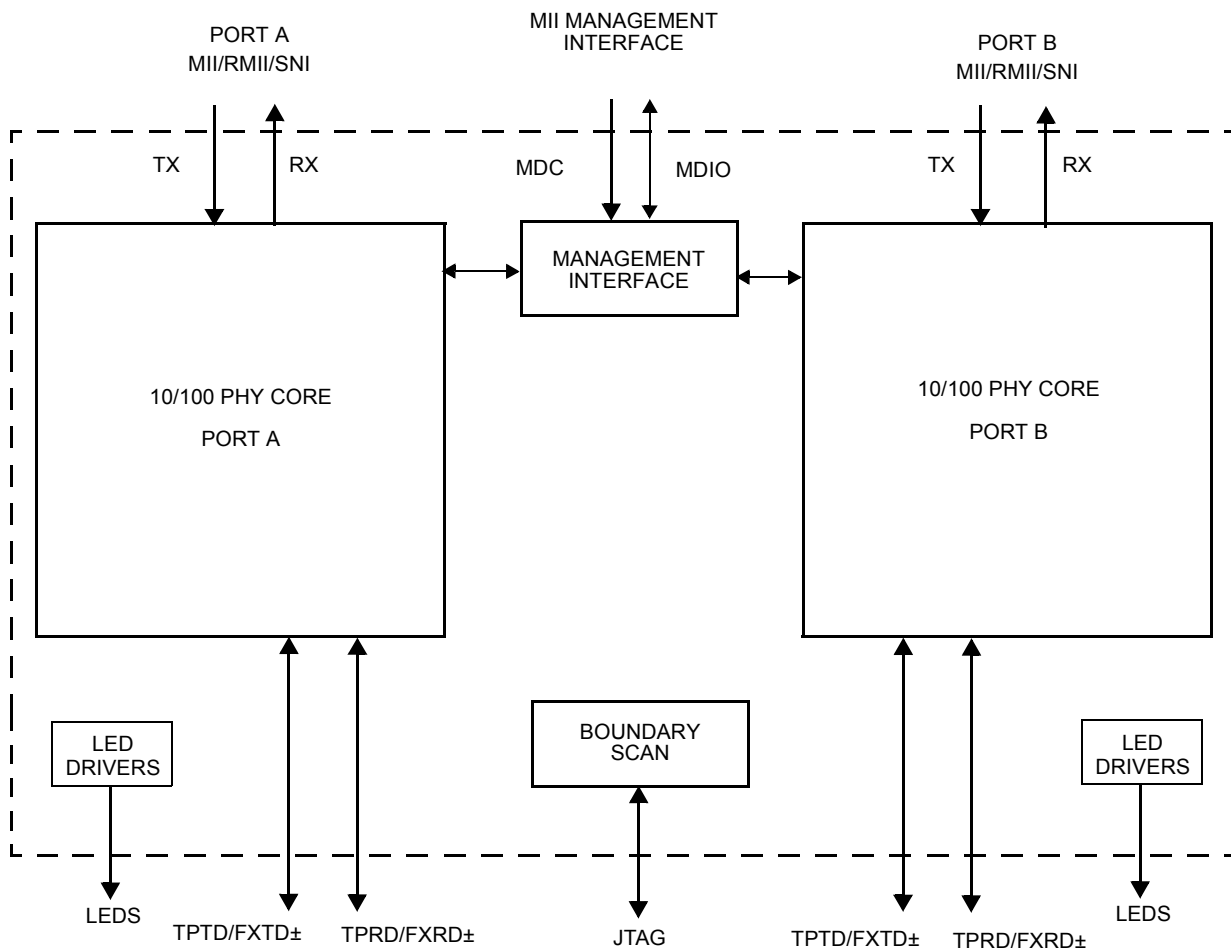 PORT A
MII/RMII/SNI
MII MANAGEMENT
INTERFACE
PORT B
MII/RMII/SNI
TX
RX
MDC
MDIO
TX
RX
MANAGEMENT
INTERFACE
10/100 PHY CORE
PORT A
10/100 PHY CORE
PORT B
LED
DRIVERS
BOUNDARY
SCAN
LED
DRIVERS
LEDS
TPTD/FXTD±
TPRD/FXRD±
JTAG
TPTD/FXTD±
TPRD/FXRD±
LEDS